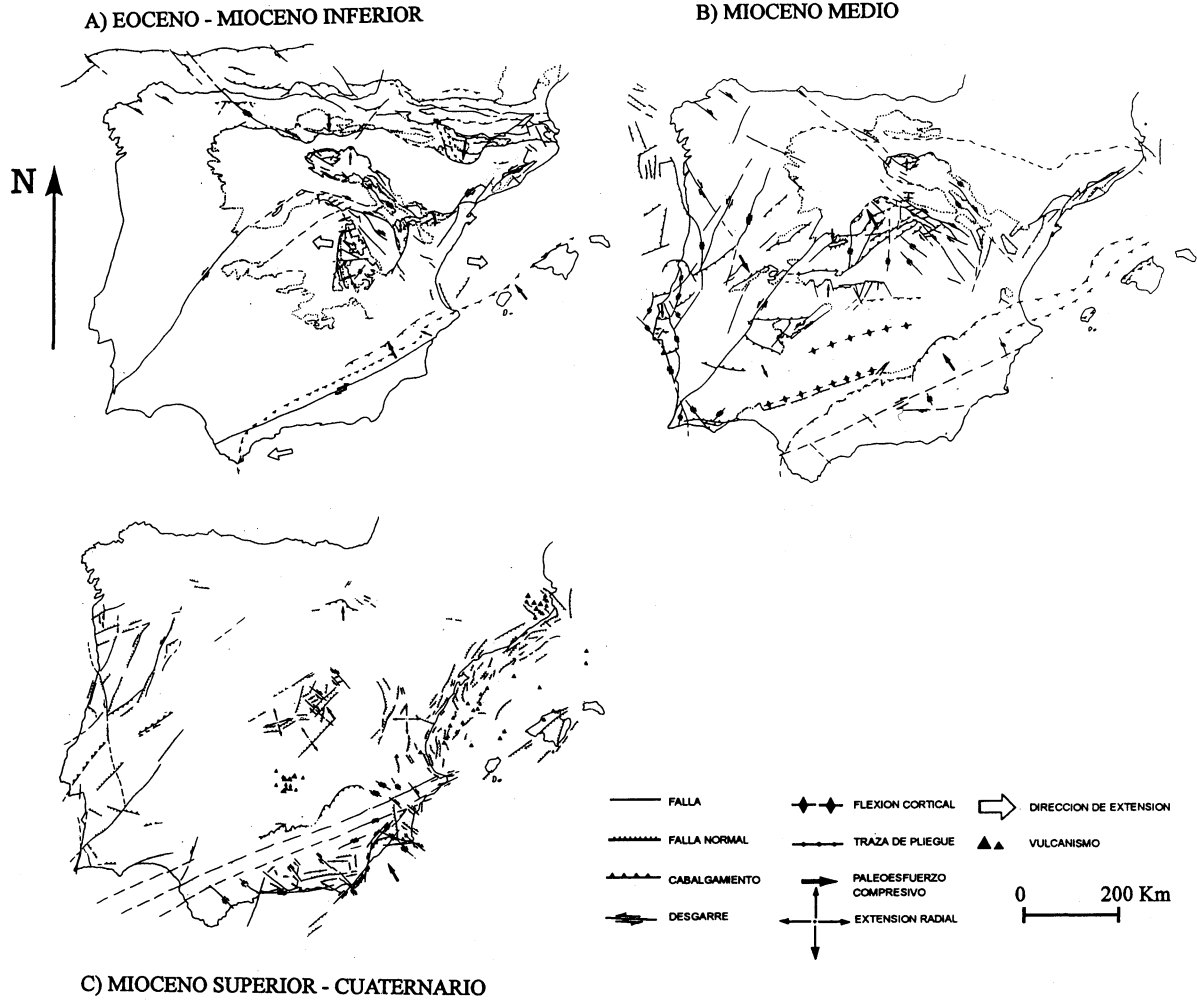 A) EOCENO - MIOCENO INFERIOR
B) MIOCENO MEDIO
N
FALLA
FLEXION CORTICAL
DIRECCION DE EXTENSION
FALLA NORMAL
TRAZA DE PLIEGUE
VULCANISMO
CABALGAMIENTO
PALEOESFUERZO
COMPRESIVO
DESGARRE
EXTENSION RADIAL
0 200 Km
C) MIOCENO SUPERIOR - CUATERNARIO